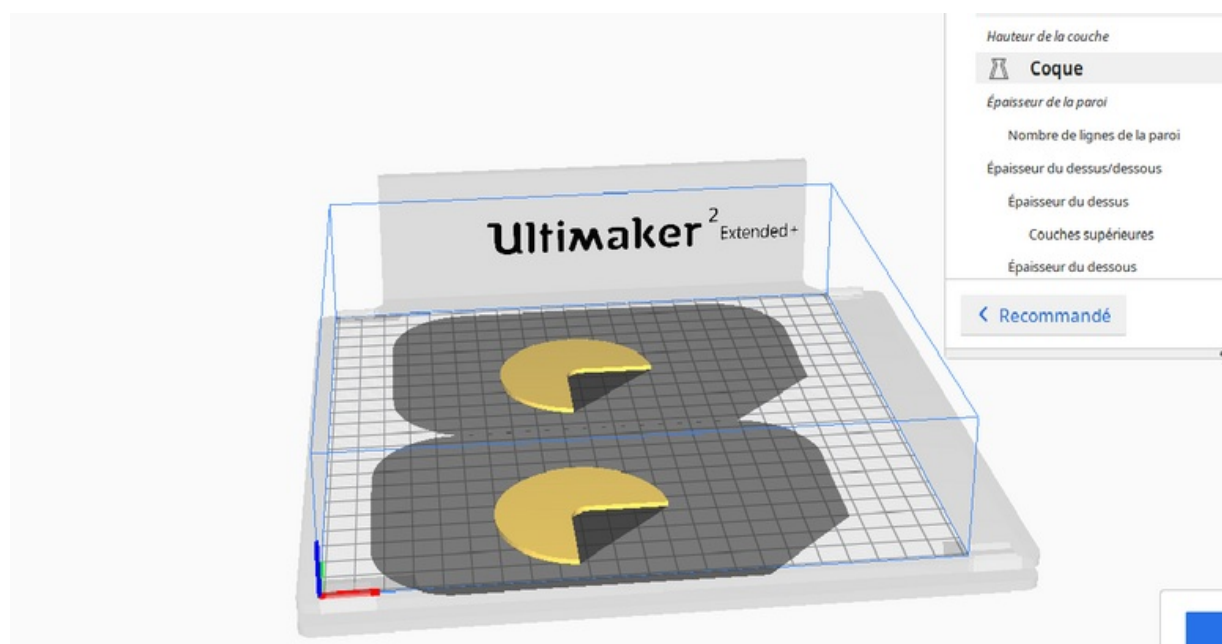 Hauteur de la couche
Coque
Épaisseur de la paroi
Nombre de lignes de la paroi
Épaisseur du dessus/dessous
Épaisseur du dessus
Couches supérieures
Épaisseur du dessous
Recommandé
Ultimaker 2 Extended+